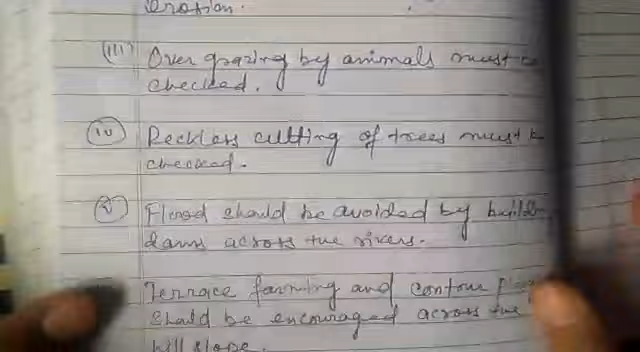 erosion.
(iii) Over grazing by animals must
checked.
(iv) Reckless cutting of trees must
checked.
(v) Flood should be avoided by
dams across the rivers.
Terrace farming and contour
should be encouraged across the
hill slope.